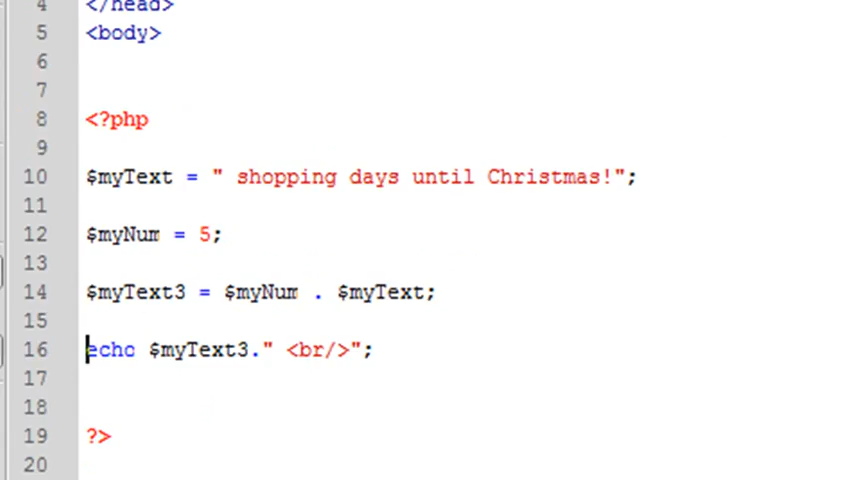 4 </head>
5 <body>
6
7
8 <?php
9
10 $myText = " shopping days until Christmas!";
11
12 $myNum = 5;
13
14 $myText3 = $myNum . $myText;
15
16 echo $myText3." <br/>";
17
18
19 ?>
20